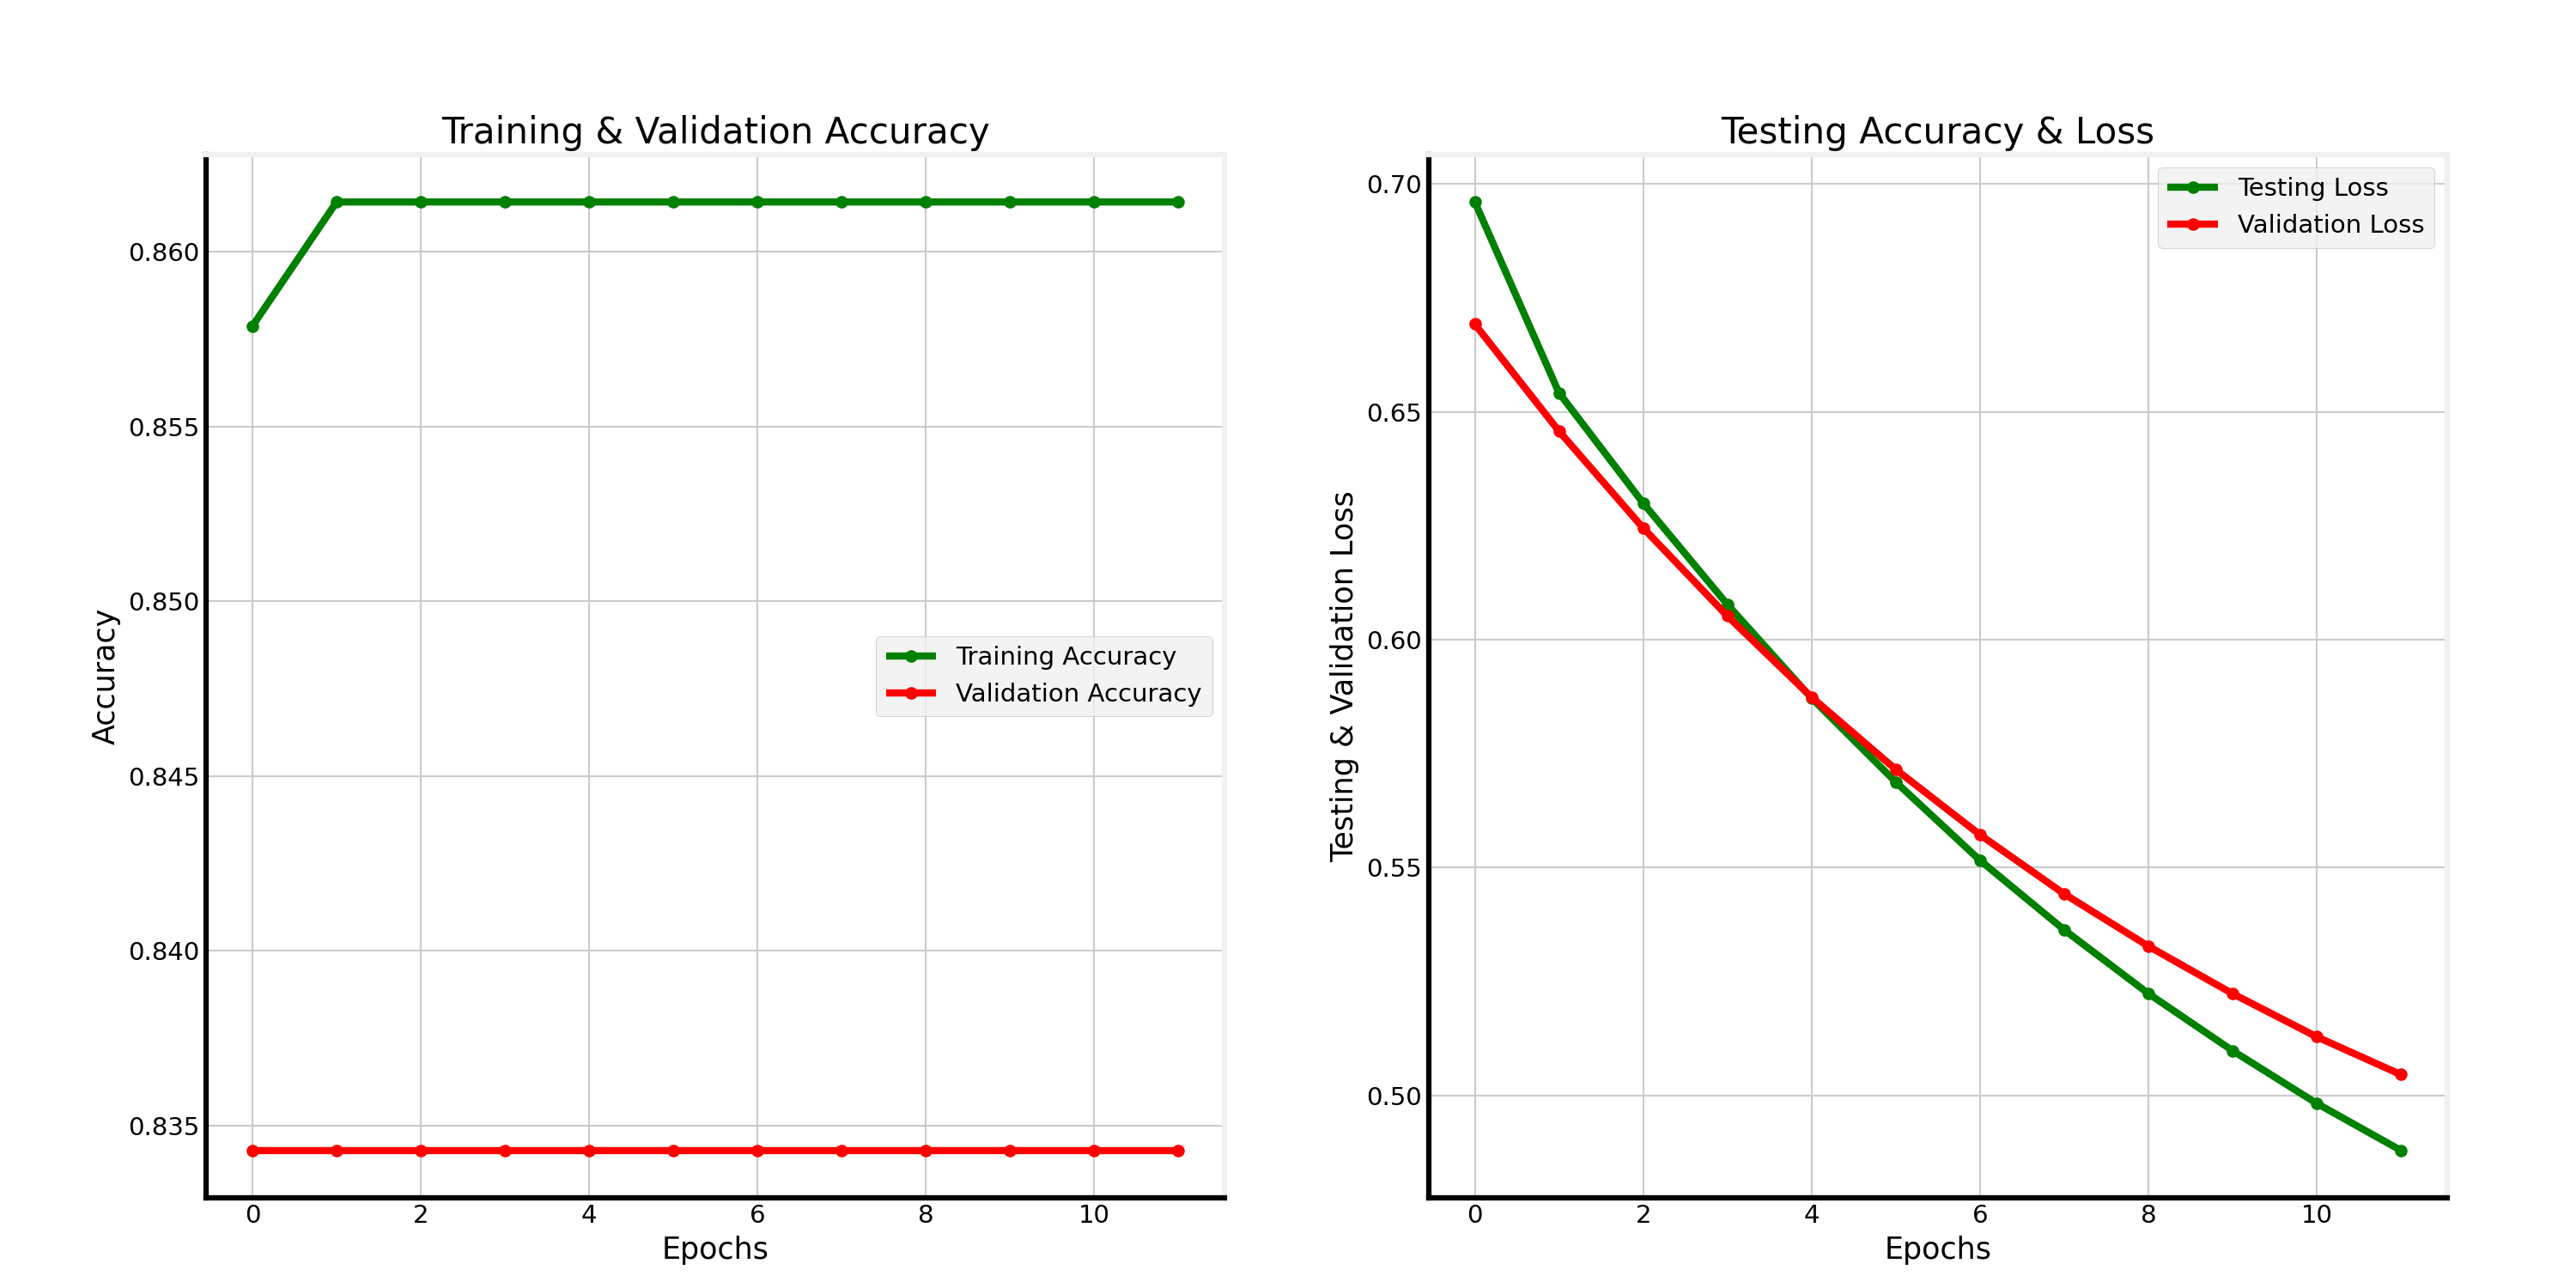 Training & Validation Accuracy
0.860
0.855
0.850
0.845
0.840
0.835
Accuracy
Training Accuracy
Validation Accuracy
0 2 4 6 8 10
Epochs
Testing Accuracy & Loss
0.70
0.65
0.60
0.55
0.50
Testing & Validation Loss
Testing Loss
Validation Loss
0 2 4 6 8 10
Epochs